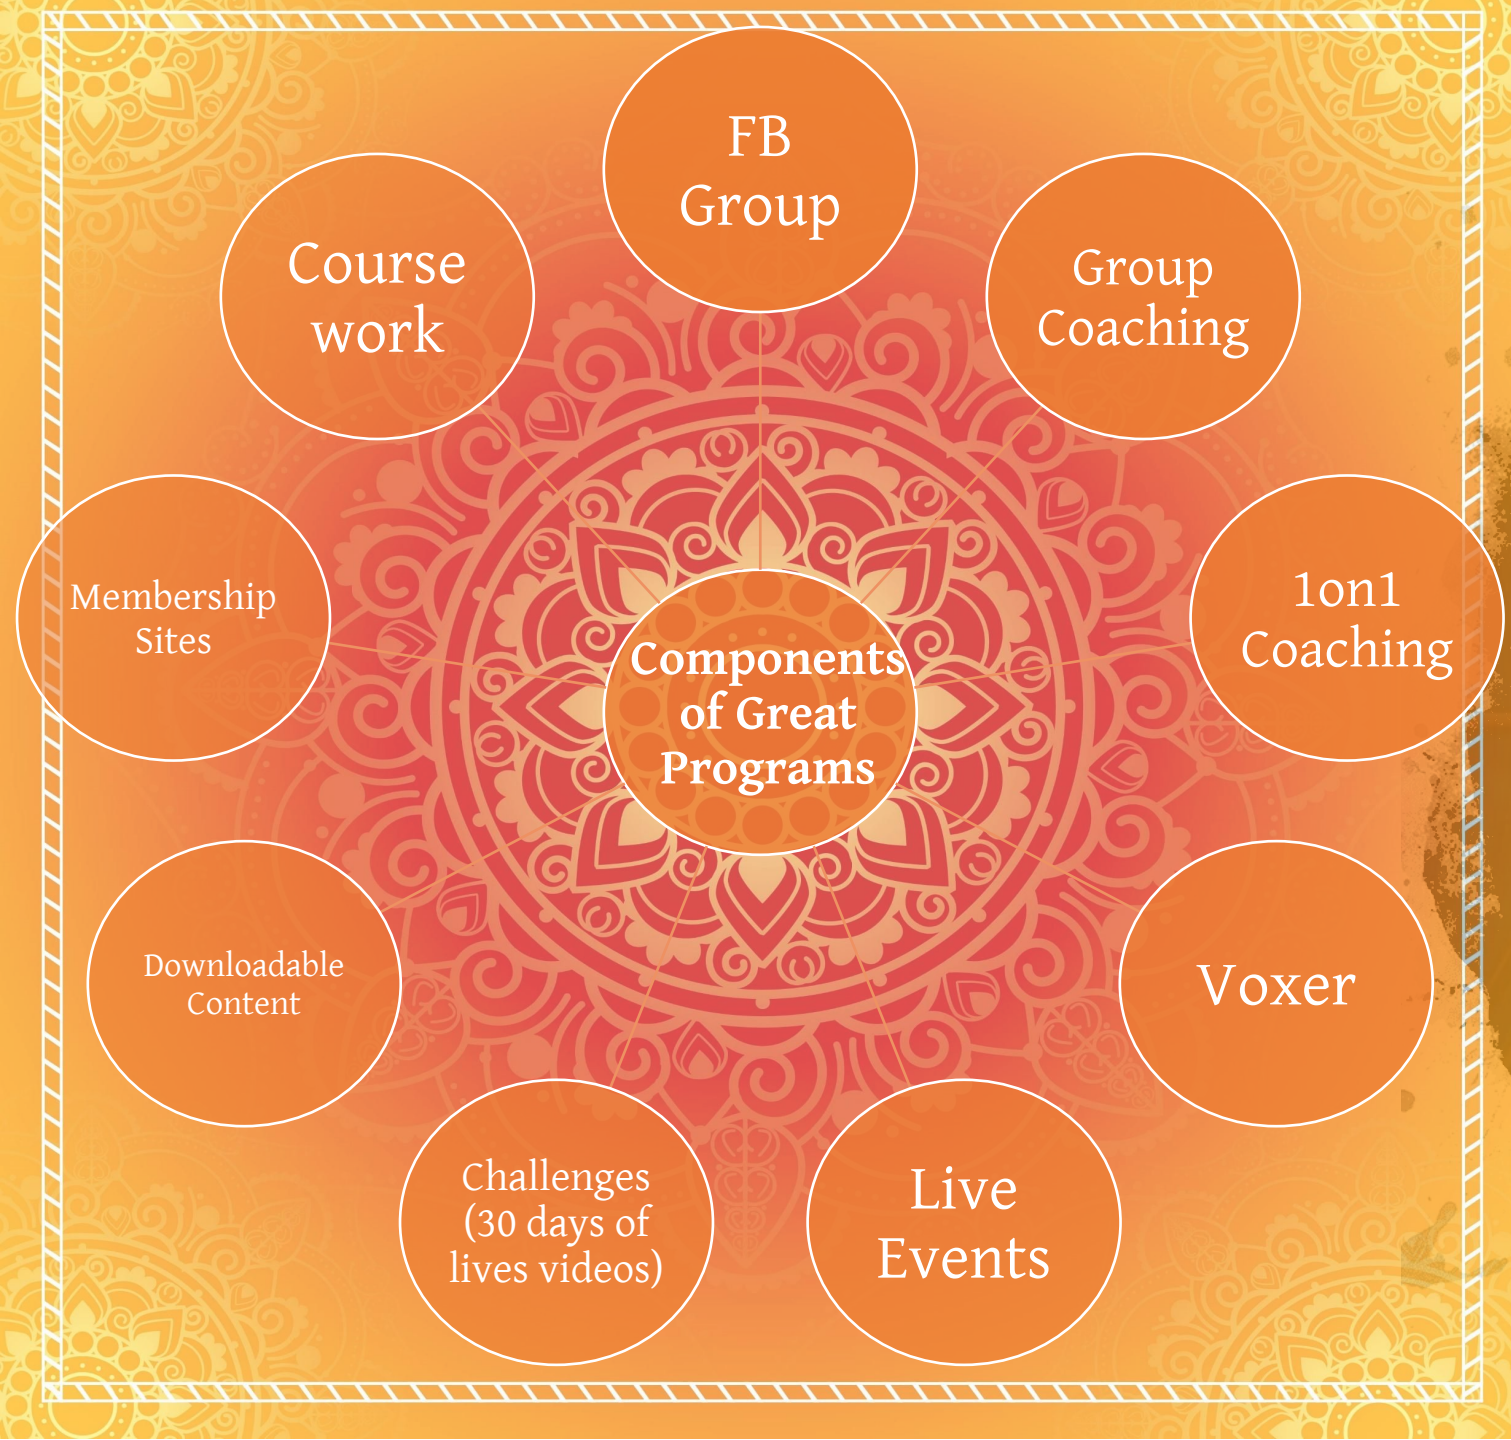 FB
Group
Group
Coaching
1on1
Coaching
Voxer
Live
Events
Challenges
(30 days of
lives videos)
Downloadable
Content
Membership
Sites
Course
work
Components
of Great
Programs